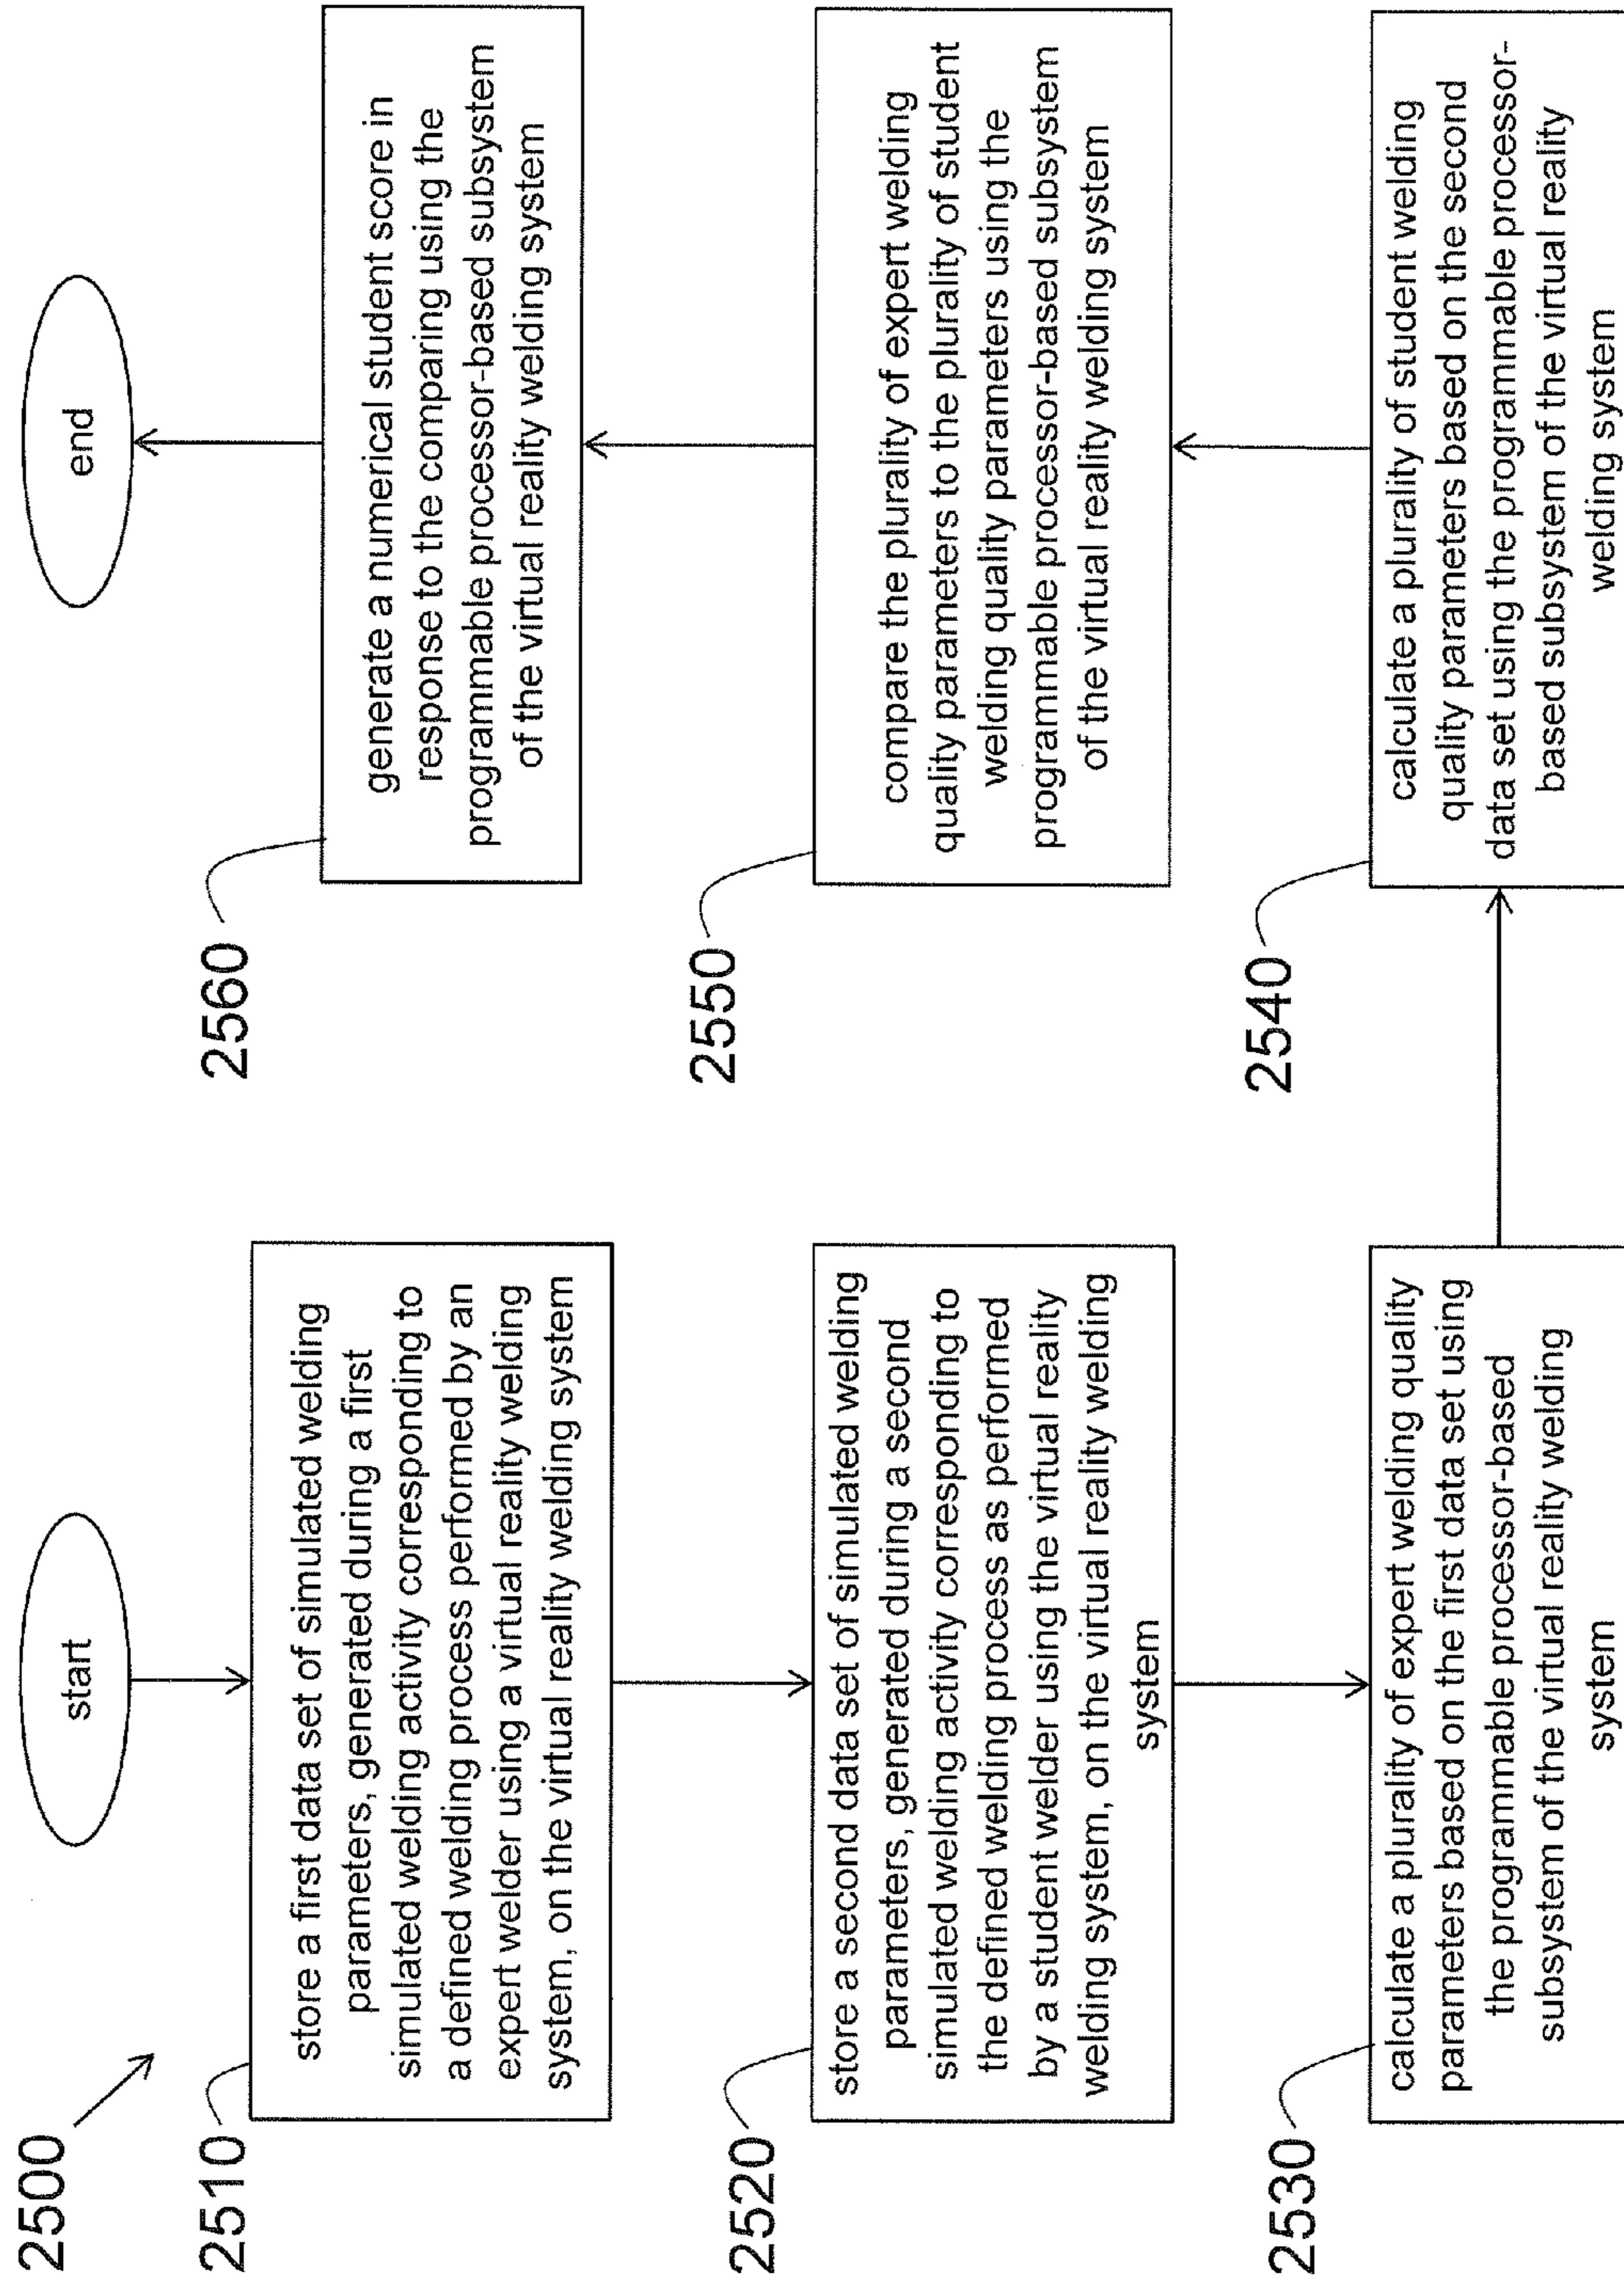 2500
start
2510
store a first data set of simulated welding
parameters, generated during a first
simulated welding activity corresponding to
a defined welding process performed by an
expert welder using a virtual reality welding
system, on the virtual reality welding system
2520
store a second data set of simulated welding
parameters, generated during a second
simulated welding activity corresponding to
the defined welding process as performed
by a student welder using the virtual reality
welding system, on the virtual reality welding
system
2530
calculate a plurality of expert welding quality
parameters based on the first data set using
the programmable processor-based
subsystem of the virtual reality welding
system
2540
calculate a plurality of student welding
quality parameters based on the second
data set using the programmable processor-
based subsystem of the virtual reality
welding system
2550
compare the plurality of expert welding
quality parameters to the plurality of student
welding quality parameters using the
programmable processor-based subsystem
of the virtual reality welding system
2560
generate a numerical student score in
response to the comparing using the
programmable processor-based subsystem
of the virtual reality welding system
end